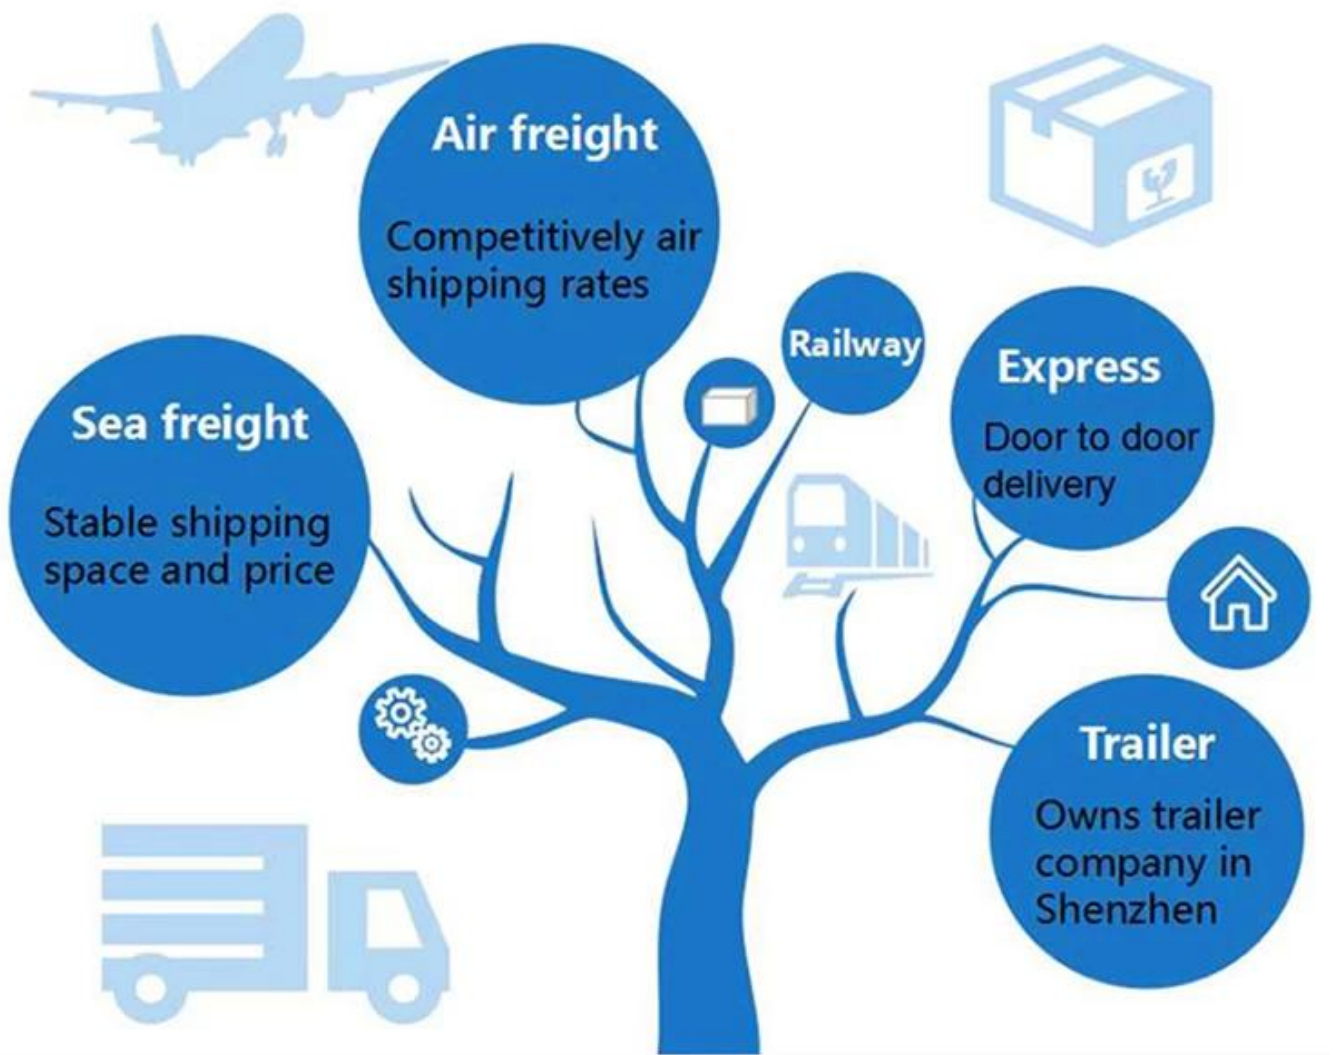 Air freight
Competitively air
shipping rates
Railway
Express
Door to door
delivery
Sea freight
Stable shipping
space and price
Trailer
Owns trailer
company in
Shenzhen